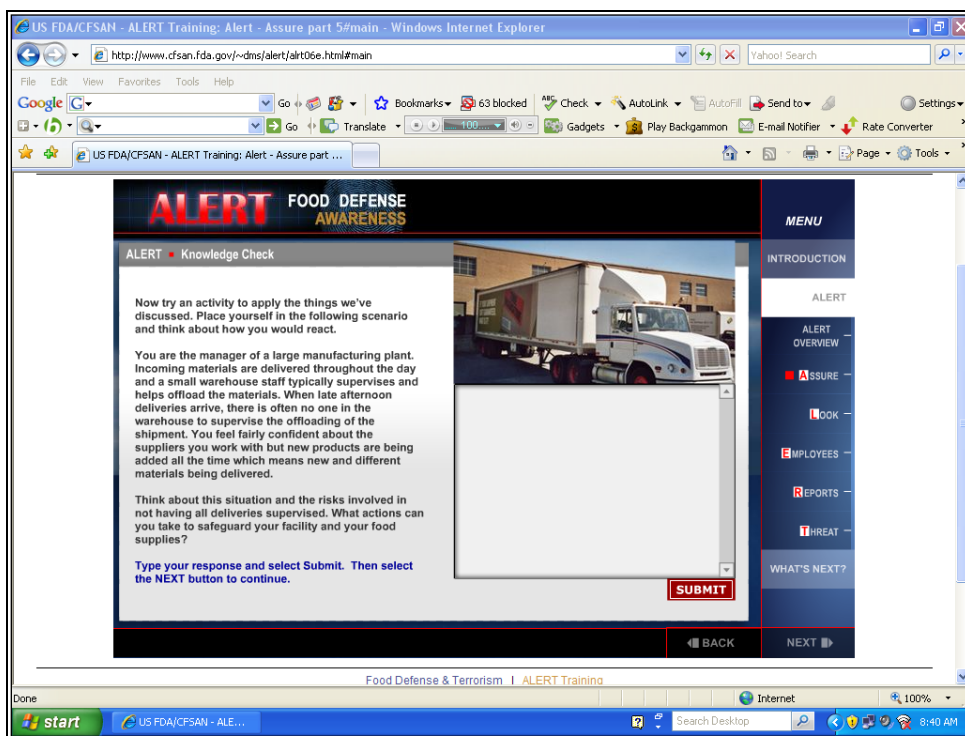 US FDA/CFSAN - ALERT Training: Alert - Assure part 5#main - Windows Internet Explorer
http://www.cfsan.fda.gov/~dms/alert/alrt06e.html#main
Yahoo! Search
File Edit View Favorites Tools Help
Google G Go Bookmarks 63 blocked ABC Check AutoLink AutoFill Send to Settings
Q Go Translate 100 Gadgets Play Backgammon E-mail Notifier Rate Converter
US FDA/CFSAN - ALERT Training: Alert - Assure part ... Page Tools
ALERT FOOD DEFENSE
AWARENESS
MENU
ALERT Knowledge Check
INTRODUCTION
ALERT
ALERT
OVERVIEW
ASSURE
LOOK
EMPLOYEES
REPORTS
THREAT
WHAT'S NEXT?
Now try an activity to apply the things we've
discussed. Place yourself in the following scenario
and think about how you would react.
You are the manager of a large manufacturing plant.
Incoming materials are delivered throughout the day
and a small warehouse staff typically supervises and
helps offload the materials. When late afternoon
deliveries arrive, there is often no one in the
warehouse to supervise the offloading of the
shipment. You feel fairly confident about the
suppliers you work with but new products are being
added all the time which means new and different
materials being delivered.
Think about this situation and the risks involved in
not having all deliveries supervised. What actions can
you take to safeguard your facility and your food
supplies?
Type your response and select Submit. Then select
the NEXT button to continue.
SUBMIT
BACK NEXT
Food Defense & Terrorism | ALERT Training
Done Internet 100%
start US FDA/CFSAN - ALE... Search Desktop 8:40 AM